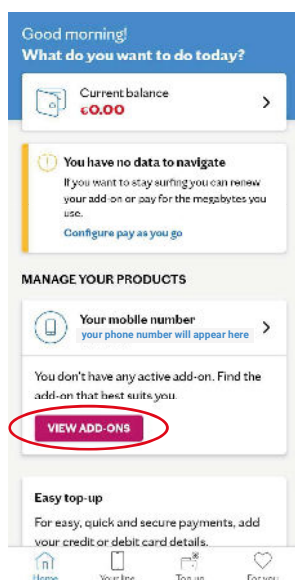 Good morning!
What do you want to do today?
Current balance
€0.00
You have no data to navigate
If you want to stay surfing you can renew
your add-on or pay for the megabytes you
use.
Configure pay as you go
MANAGE YOUR PRODUCTS
Your mobile number
your phone number will appear here
You don't have any active add-on. Find the
add-on that best suits you.
VIEW ADD-ONS
Easy top-up
For easy, quick and secure payments, add
your credit or debit card details.
Home Your line Top up For you